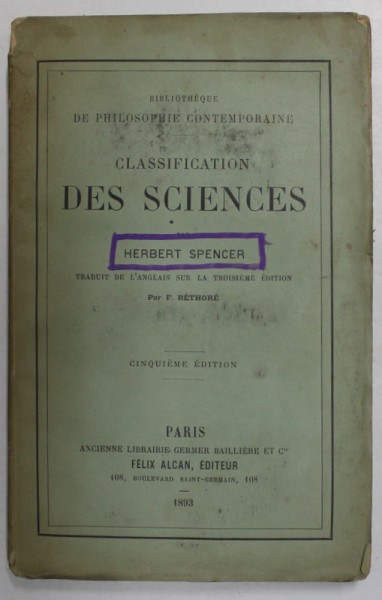 BIBLIOTHÈQUE
DE PHILOSOPHIE CONTEMPORAINE
CLASSIFICATION
DES SCIENCES
HERBERT SPENCER
TRADUIT DE L'ANGLAIS SUR LA TROISIÈME ÉDITION
Par F. RÉTHORÉ
CINQUIÈME ÉDITION
PARIS
ANCIENNE LIBRAIRIE GERMER BAILLIÈRE ET Cie
FÉLIX ALCAN, ÉDITEUR
108, BOULEVARD SAINT-GERMAIN, 108
1893